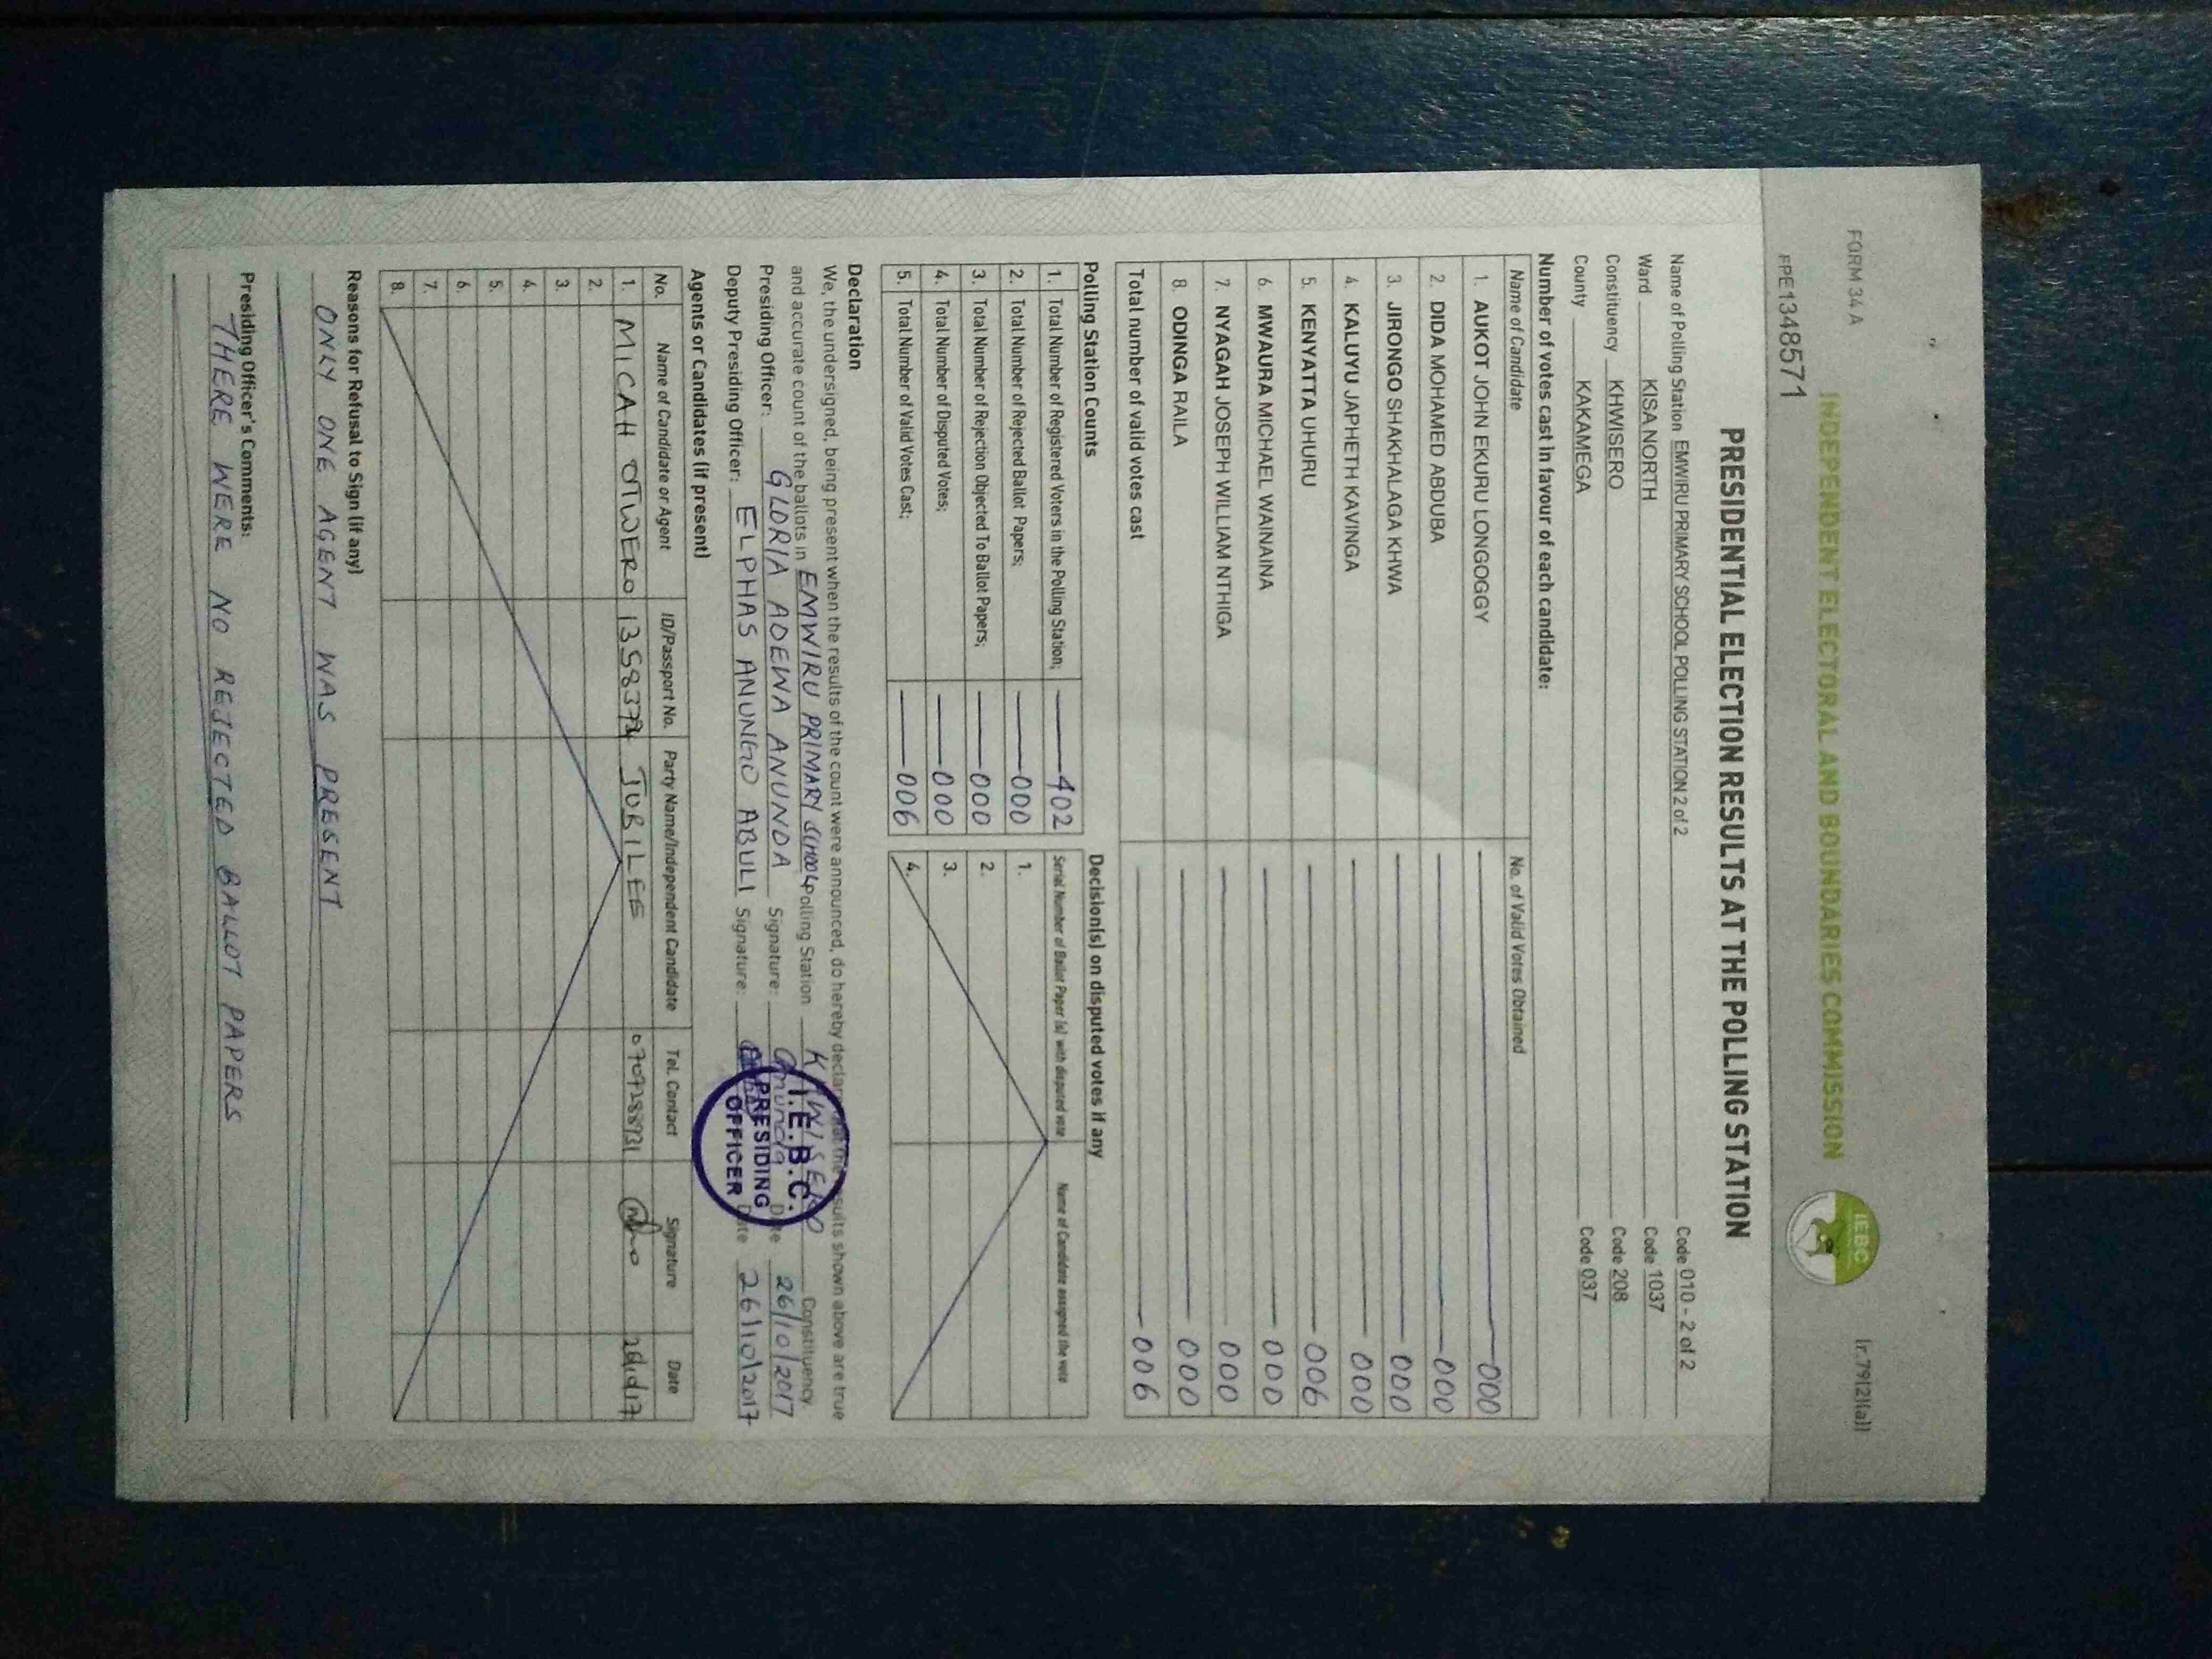 FORM 34 A
INDEPENDENT ELECTORAL AND BOUNDARIES COMMISSION
IEBC
(r.79(2)(a))
FPE1348571
PRESIDENTIAL ELECTION RESULTS AT THE POLLING STATION
Name of Polling Station EMWIRU PRIMARY SCHOOL POLLING STATION 2 of 2 Code 010 - 2 of 2
Ward KISA NORTH Code 1037
Constituency KHWISERO Code 208
County KAKAMEGA Code 037
Number of votes cast in favour of each candidate:
Name of Candidate No. of Valid Votes Obtained
1. AUKOT JOHN EKURU LONGOGGY 000
2. DIDA MOHAMED ABDUBA 000
3. JIRONGO SHAKHALAGA KHWA 000
4. KALUYU JAPHETH KAVINGA 000
5. KENYATTA UHURU 006
6. MWAURA MICHAEL WAINAINA 000
7. NYAGAH JOSEPH WILLIAM NTHIGA 000
8. ODINGA RAILA 000
Total number of valid votes cast 006
Polling Station Counts
1. Total Number of Registered Voters in the Polling Station; 402
2. Total Number of Rejected Ballot Papers; 000
3. Total Number of Rejection Objected To Ballot Papers; 000
4. Total Number of Disputed Votes; 000
5. Total Number of Valid Votes Cast; 006
Decision(s) on disputed votes if any
Serial Number of Ballot Paper (s) with disputed vote Name of Candidate assigned the vote
1.
2.
3.
4.
Declaration
We, the undersigned, being present when the results of the count were announced, do hereby declare that the results shown above are true
and accurate count of the ballots in EMWIRU PRIMARY SCHOOL Polling Station KHWISERO Constituency.
Presiding Officer: GLORIA ADEWA ANUNDA Signature: Anunda Date 26/10/2017
Deputy Presiding Officer: ELPHAS ANUNGO ABULI Signature: Date 26/10/2017
I.E.B.C.
PRESIDING
OFFICER
Agents or Candidates (if present)
No. Name of Candidate or Agent ID/Passport No. Party Name/Independent Candidate Tel. Contact Signature Date
1. MICAH OTWERO JUBILEE 0709288931
2.
3.
4.
5.
6.
7.
8.
Reasons for Refusal to Sign (if any)
ONLY ONE AGENT WAS PRESENT
Presiding Officer's Comments:
THERE WERE NO REJECTED BALLOT PAPERS